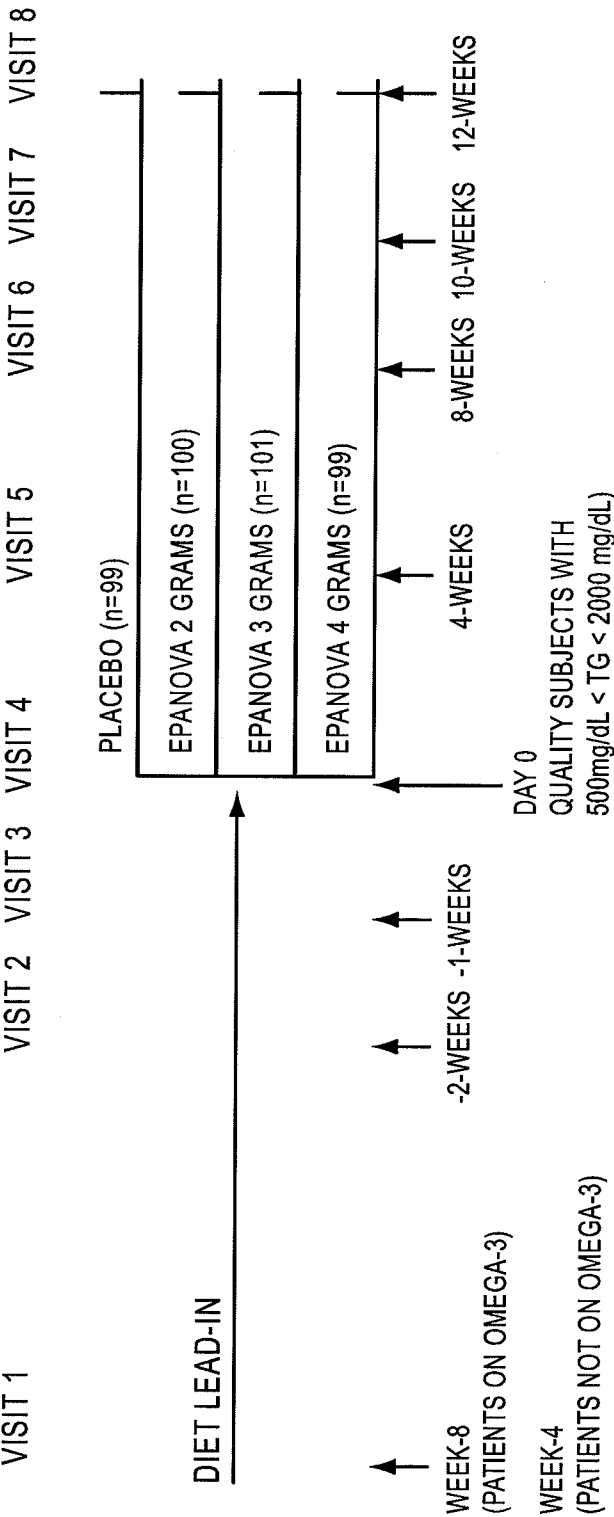 VISIT 1
VISIT 2
VISIT 3
VISIT 4
VISIT 5
VISIT 6
VISIT 7
VISIT 8
DIET LEAD-IN
PLACEBO (n=99)
EPANOVA 2 GRAMS (n=100)
EPANOVA 3 GRAMS (n=101)
EPANOVA 4 GRAMS (n=99)
WEEK-8
(PATIENTS ON OMEGA-3)
WEEK-4
(PATIENTS NOT ON OMEGA-3)
-2-WEEKS
-1-WEEKS
DAY 0
QUALITY SUBJECTS WITH
500mg/dL < TG < 2000 mg/dL)
4-WEEKS
8-WEEKS
10-WEEKS
12-WEEKS